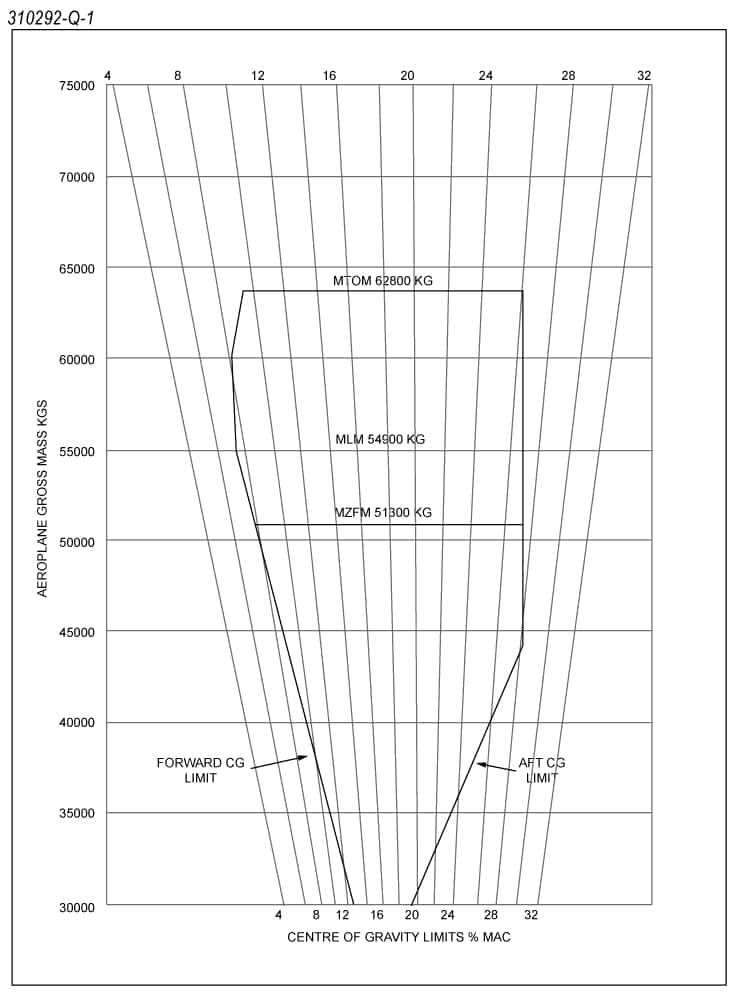 310292-Q-1
4 8 12 16 20 24 28 32
75000
70000
65000
MTOM 62800 KG
60000
MLM 54900 KG
55000
MZFM 51300 KG
50000
45000
40000
FORWARD CG
LIMIT
AFT CG
LIMIT
35000
30000
4 8 12 16 20 24 28 32
CENTRE OF GRAVITY LIMITS % MAC
AEROPLANE GROSS MASS KGS